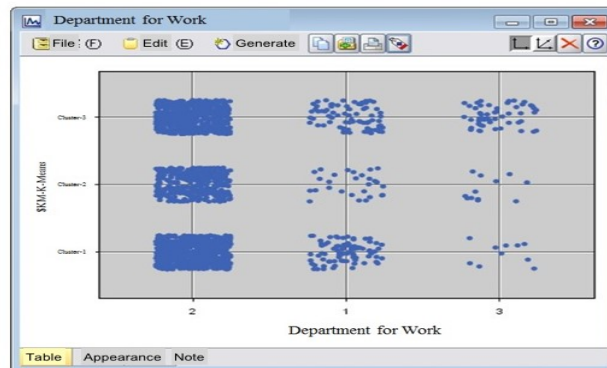 Department for Work
File (F) Edit (E) Generate
Cluster-3
Cluster-2
Cluster-1
$KM-K-Means
2 1 3
Department for Work
Table Appearance Note